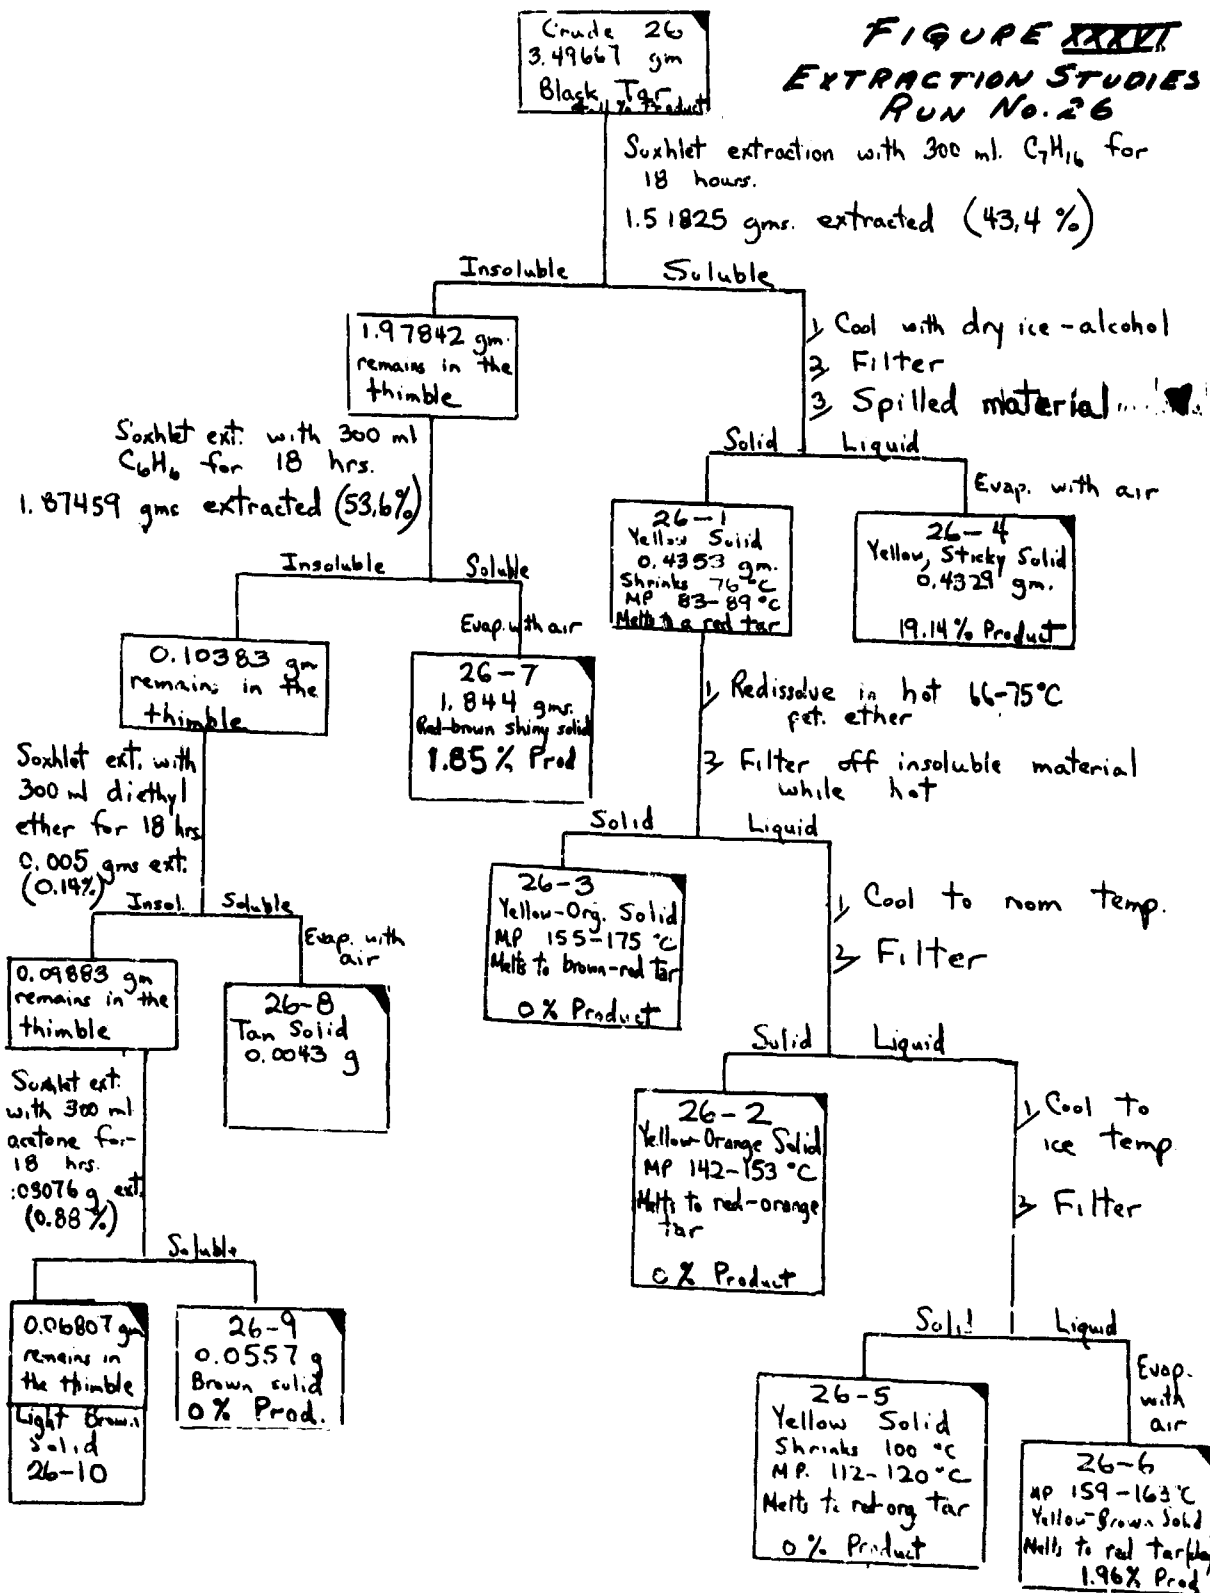 FIGURE XXXVI
EXTRACTION STUDIES
RUN No. 26
Crude 26
3.49667 gm
Black Tar
% Product
Soxhlet extraction with 300 ml. C7H16 for
18 hours.
1.51825 gms. extracted (43.4 %)
Insoluble
Soluble
1.97842 gm.
remains in the
thimble
1, Cool with dry ice-alcohol
2, Filter
3, Spilled material
Soxhlet ext. with 300 ml
C6H6 for 18 hrs.
1.87459 gms extracted (53.6%)
Solid
Liquid
Evap. with air
26-1
Yellow Solid
0.4353 gm.
Shrinks 76°C
MP 83-89°C
Melts to a red tar
26-4
Yellow, Sticky Solid
0.4329 gm.
19.14% Product
Insoluble
Soluble
Evap. with air
0.10383 gm
remains in the
thimble
26-7
1.844 gms.
Red-brown shiny solid
1.85% Prod
1, Redissolve in hot 66-75°C
pet. ether
2, Filter off insoluble material
while hot
Soxhlet ext. with
300 ml diethyl
ether for 18 hrs
0.005 gms ext.
(0.14%)
Solid
Liquid
26-3
Yellow-Org. Solid
MP 155-175 °C
Melts to brown-red tar
0% Product
1, Cool to room temp.
2, Filter
Insol.
Soluble
Evap. with
air
0.09883 gm
remains in the
thimble
26-8
Tan Solid
0.0043 g
Solid
Liquid
26-2
Yellow-Orange Solid
MP 142-153 °C
Melts to red-orange
tar
0% Product
1, Cool to
ice temp.
2, Filter
Soxhlet ext.
with 300 ml
acetone for
18 hrs.
.03076 g ext.
(0.88%)
Soluble
0.06807 gm
remains in
the thimble
Light Brown
Solid
26-10
26-9
0.0557 g
Brown solid
0% Prod.
Solid
Liquid
Evap.
with
air
26-5
Yellow Solid
Shrinks 100 °C
M.P. 112-120°C
Melts to red-org tar
0% Product
26-6
MP 159-163°C
Yellow-Brown Solid
Melts to red tar
1.96% Prod